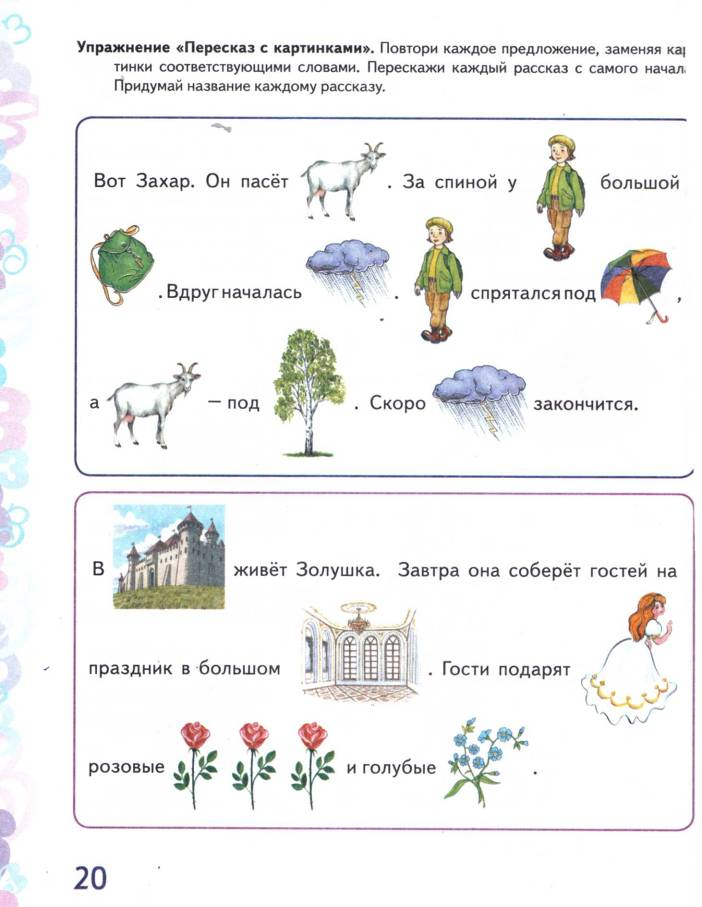 Упражнение «Пересказ с картинками». Повтори каждое предложение, заменяя кар
тинки соответствующими словами. Перескажи каждый рассказ с самого начал
Придумай название каждому рассказу.
Вот Захар. Он пасёт . За спиной у большой
. Вдруг началась . спрятался под ,
а – под . Скоро закончится.
В живёт Золушка. Завтра она соберёт гостей на
праздник в большом . Гости подарят
розовые и голубые .
20